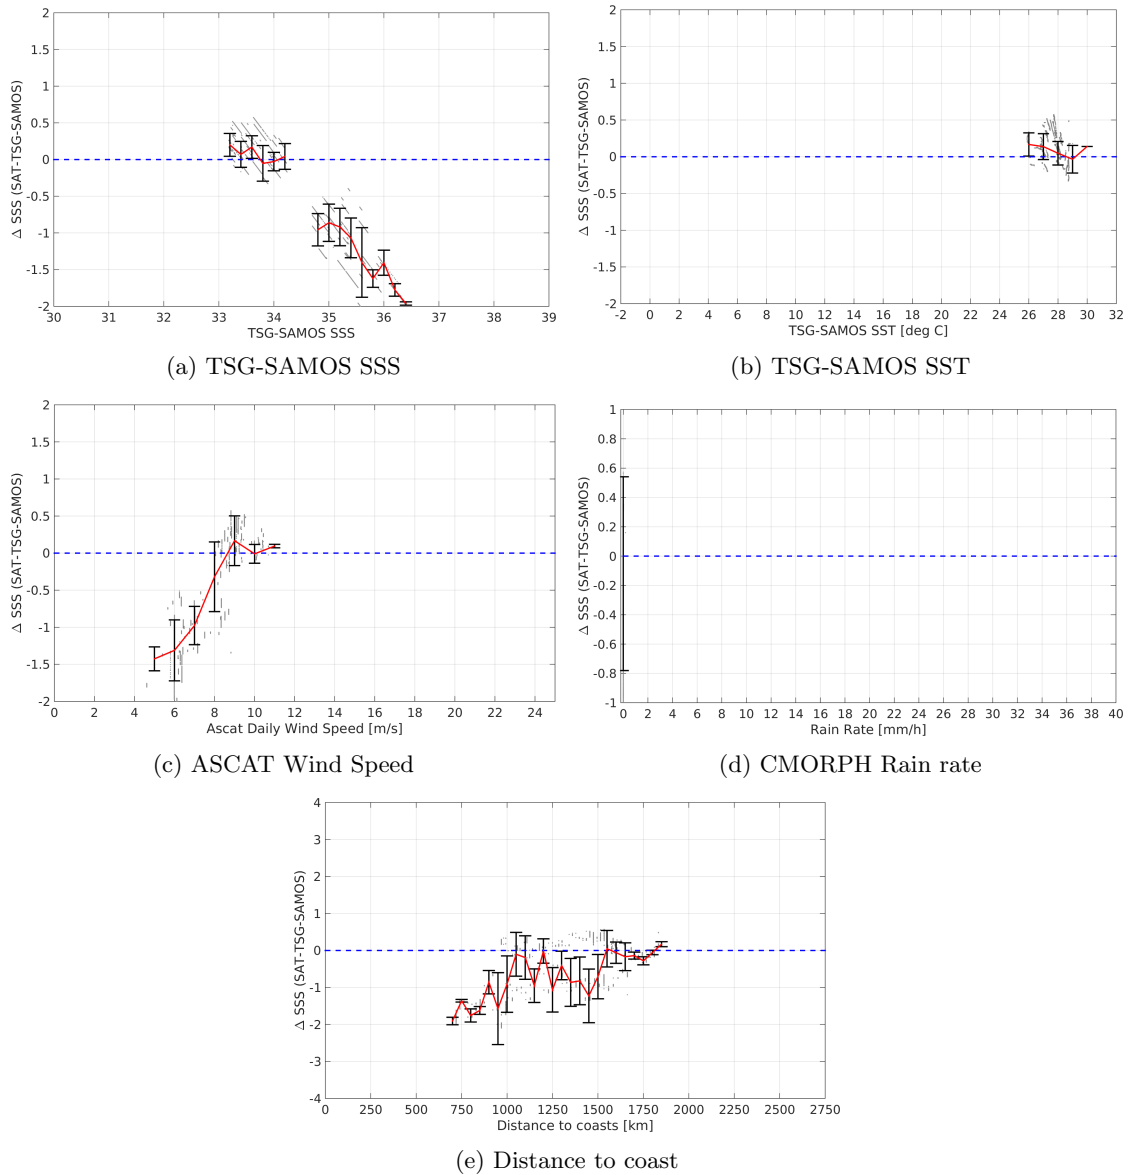 2
1.5
1
0.5
0
-0.5
-1
-1.5
-2
Δ SSS (SAT-TSG-SAMOS)
30 31 32 33 34 35 36 37 38 39
TSG-SAMOS SSS
(a) TSG-SAMOS SSS
2
1.5
1
0.5
0
-0.5
-1
-1.5
-2
Δ SSS (SAT-TSG-SAMOS)
-2 0 2 4 6 8 10 12 14 16 18 20 22 24 26 28 30 32
TSG-SAMOS SST [deg C]
(b) TSG-SAMOS SST
2
1.5
1
0.5
0
-0.5
-1
-1.5
-2
Δ SSS (SAT-TSG-SAMOS)
0 2 4 6 8 10 12 14 16 18 20 22 24
Ascat Daily Wind Speed [m/s]
(c) ASCAT Wind Speed
1
0.8
0.6
0.4
0.2
0
-0.2
-0.4
-0.6
-0.8
-1
Δ SSS (SAT-TSG-SAMOS)
0 2 4 6 8 10 12 14 16 18 20 22 24 26 28 30 32 34 36 38 40
Rain Rate [mm/h]
(d) CMORPH Rain rate
4
3
2
1
0
-1
-2
-3
-4
Δ SSS (SAT-TSG-SAMOS)
0 250 500 750 1000 1250 1500 1750 2000 2250 2500 2750
Distance to coasts [km]
(e) Distance to coast